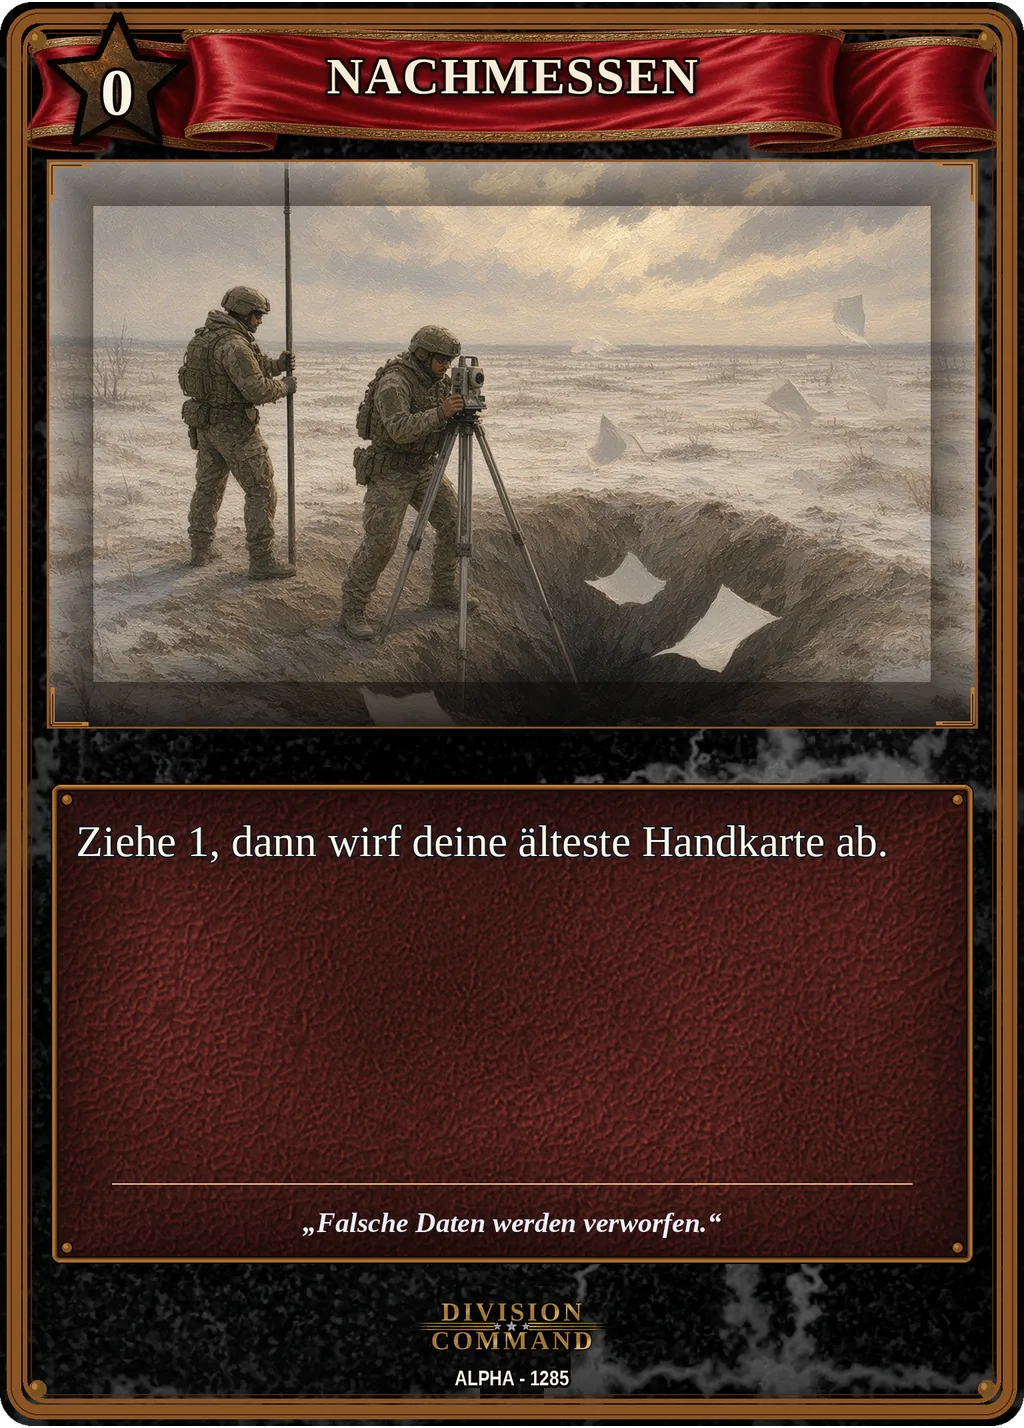 0
NACHMESSEN
Ziehe 1, dann wirf deine älteste Handkarte ab.
„Falsche Daten werden verworfen.“
DIVISION
COMMAND
ALPHA - 1285